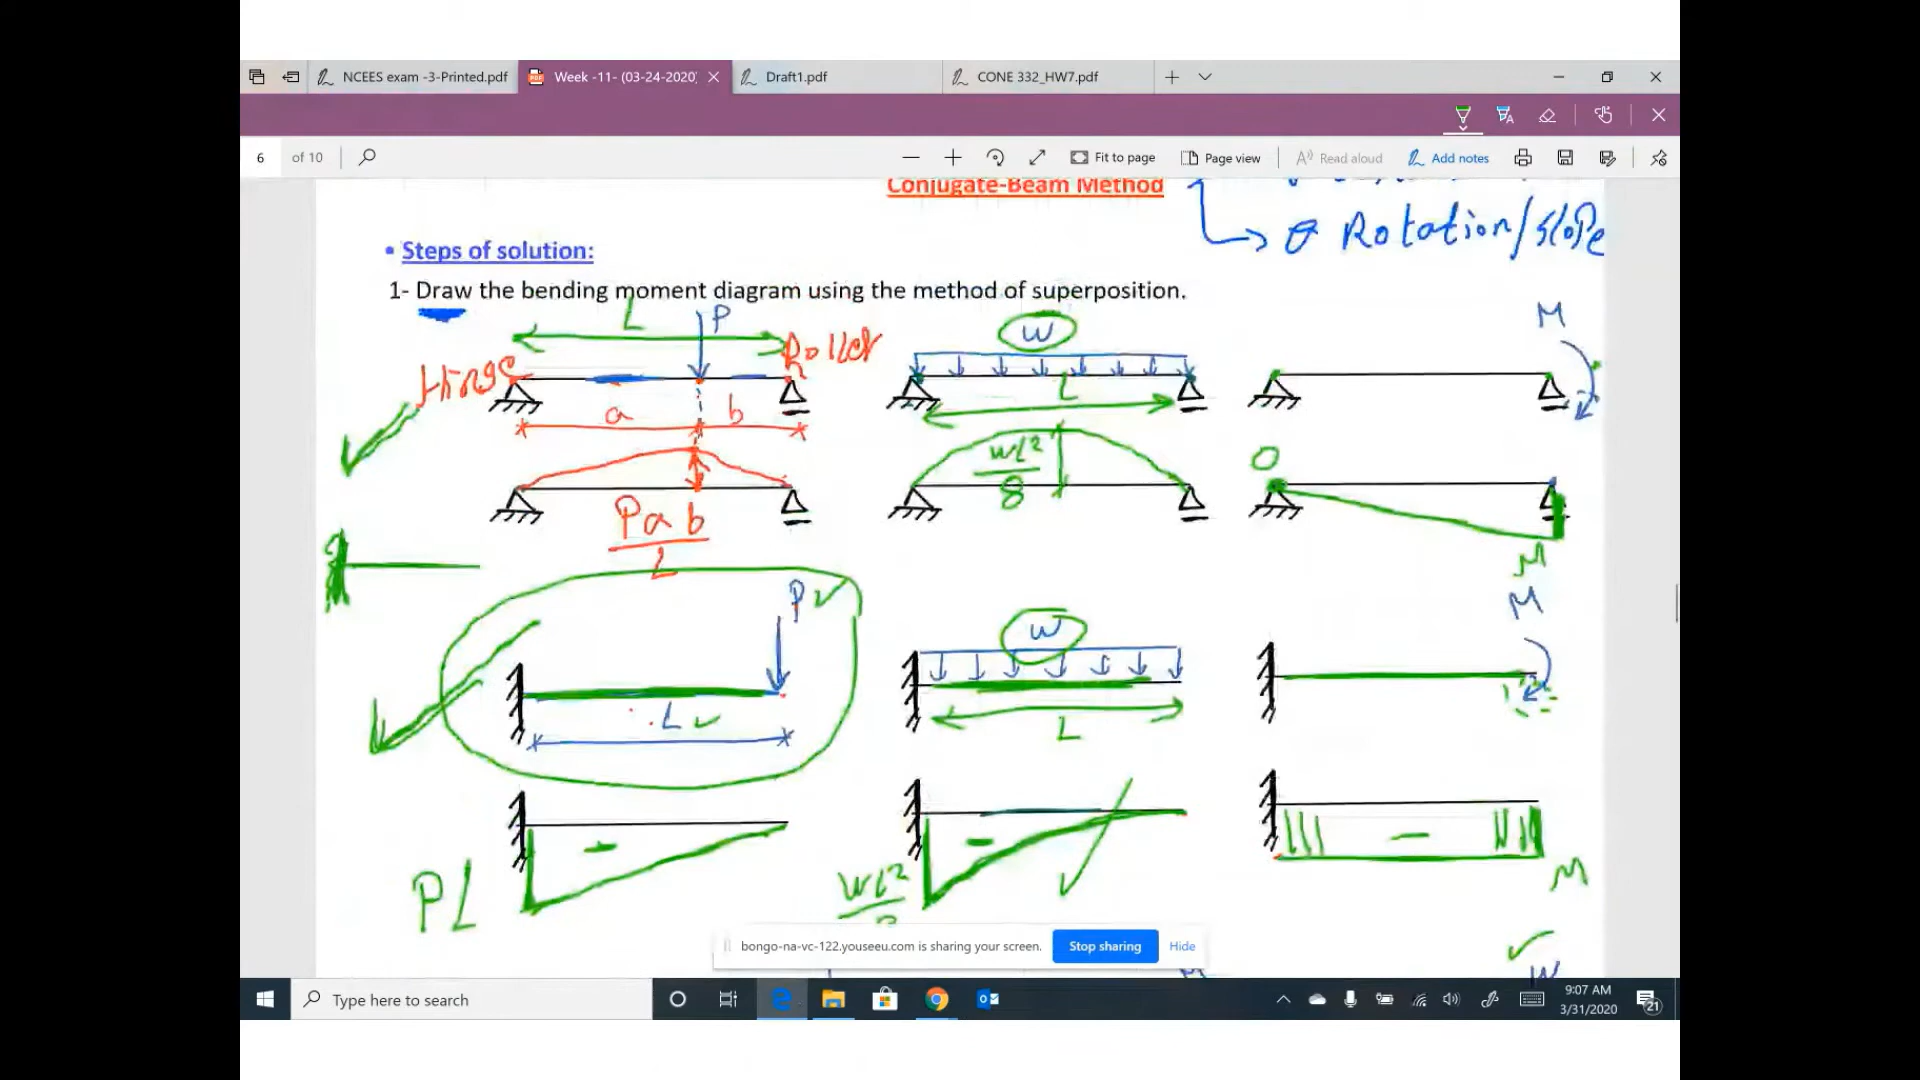 NCEES exam -3-Printed.pdf
Week -11- (03-24-2020)
Draft1.pdf
CONE 332_HW7.pdf
6 of 10
Fit to page
Page view
Read aloud
Add notes
Conjugate-Beam Method
θ Rotation/slope
• Steps of solution:
1- Draw the bending moment diagram using the method of superposition.
L
P
w
M
Hinge
Roller
a
b
L
wL²/8
O
Pab/L
M
P
w
M
L
L
PL
wL²
M
bongo-na-vc-122.youseeu.com is sharing your screen.
Stop sharing
Hide
w
Type here to search
9:07 AM
3/31/2020
21